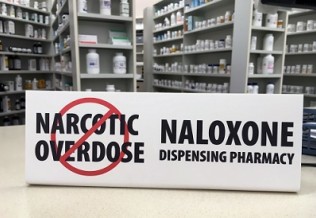 NARCOTIC
OVERDOSE
NALOXONE
DISPENSING PHARMACY